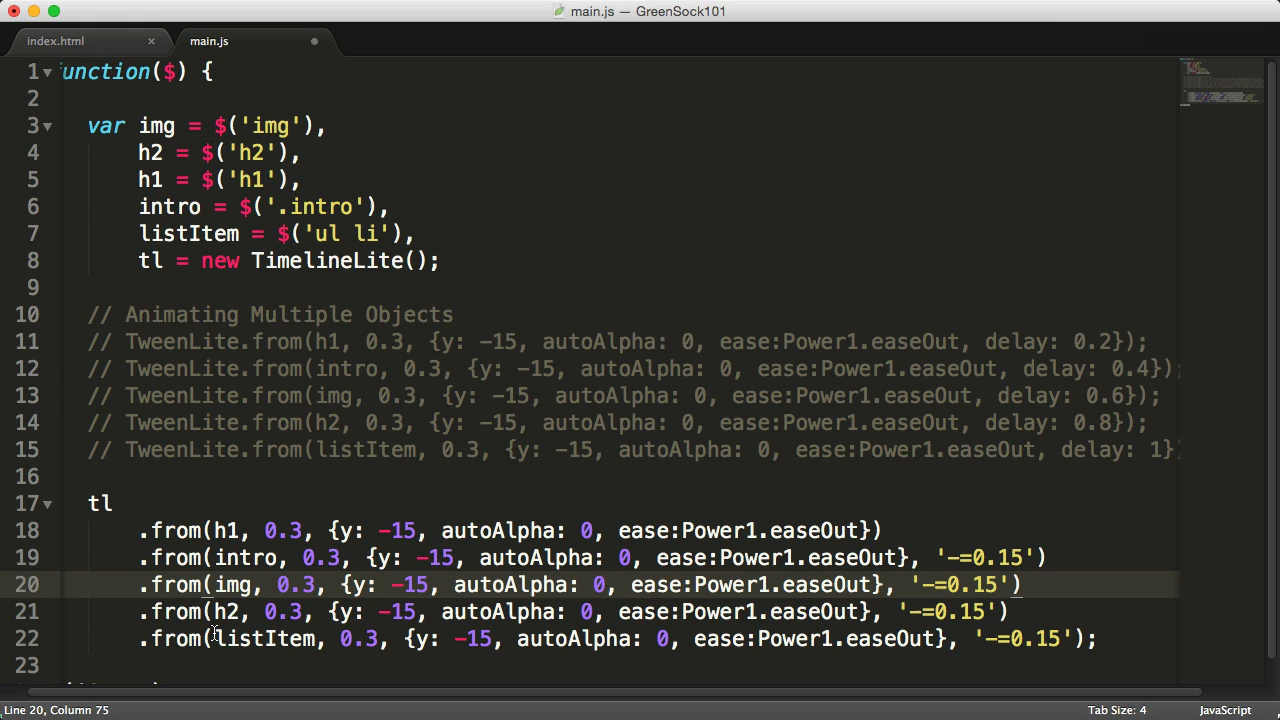 main.js — GreenSock101
index.html × main.js
1 unction($) {
2
3 var img = $('img'),
4 h2 = $('h2'),
5 h1 = $('h1'),
6 intro = $('.intro'),
7 listItem = $('ul li'),
8 tl = new TimelineLite();
9
10 // Animating Multiple Objects
11 // TweenLite.from(h1, 0.3, {y: -15, autoAlpha: 0, ease:Power1.easeOut, delay: 0.2});
12 // TweenLite.from(intro, 0.3, {y: -15, autoAlpha: 0, ease:Power1.easeOut, delay: 0.4});
13 // TweenLite.from(img, 0.3, {y: -15, autoAlpha: 0, ease:Power1.easeOut, delay: 0.6});
14 // TweenLite.from(h2, 0.3, {y: -15, autoAlpha: 0, ease:Power1.easeOut, delay: 0.8});
15 // TweenLite.from(listItem, 0.3, {y: -15, autoAlpha: 0, ease:Power1.easeOut, delay: 1})
16
17 tl
18 .from(h1, 0.3, {y: -15, autoAlpha: 0, ease:Power1.easeOut})
19 .from(intro, 0.3, {y: -15, autoAlpha: 0, ease:Power1.easeOut}, '-=0.15')
20 .from(img, 0.3, {y: -15, autoAlpha: 0, ease:Power1.easeOut}, '-=0.15')
21 .from(h2, 0.3, {y: -15, autoAlpha: 0, ease:Power1.easeOut}, '-=0.15')
22 .from(listItem, 0.3, {y: -15, autoAlpha: 0, ease:Power1.easeOut}, '-=0.15');
23
Line 20, Column 75 Tab Size: 4 JavaScript